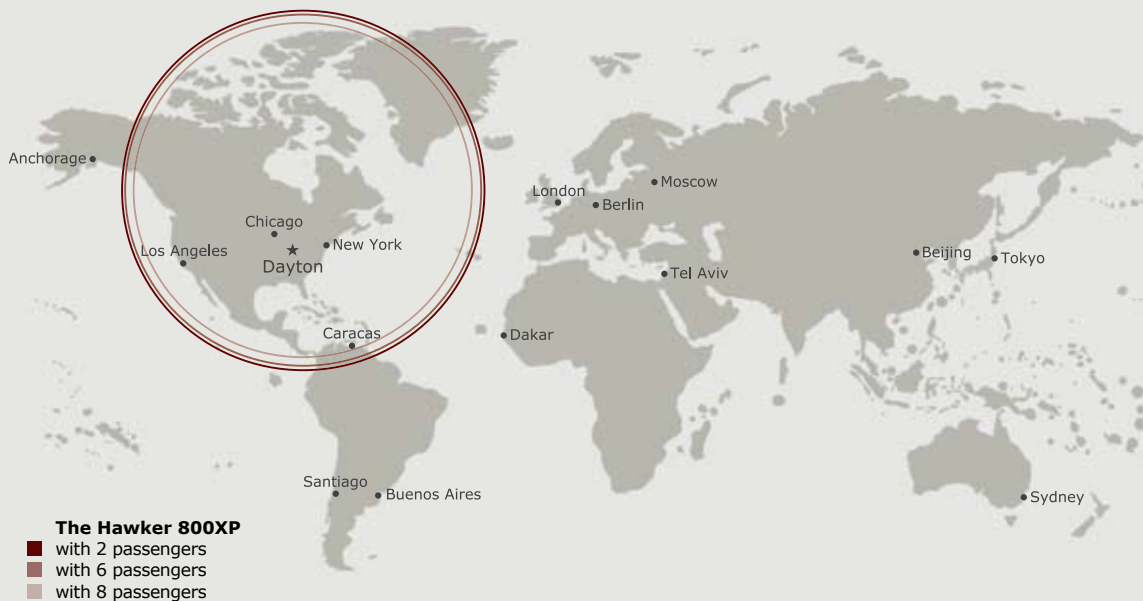 Anchorage
Moscow
London
Berlin
Chicago
New York
Los Angeles
Dayton
Beijing
Tokyo
Tel Aviv
Caracas
Dakar
Santiago
Buenos Aires
Sydney
The Hawker 800XP
with 2 passengers
with 6 passengers
with 8 passengers